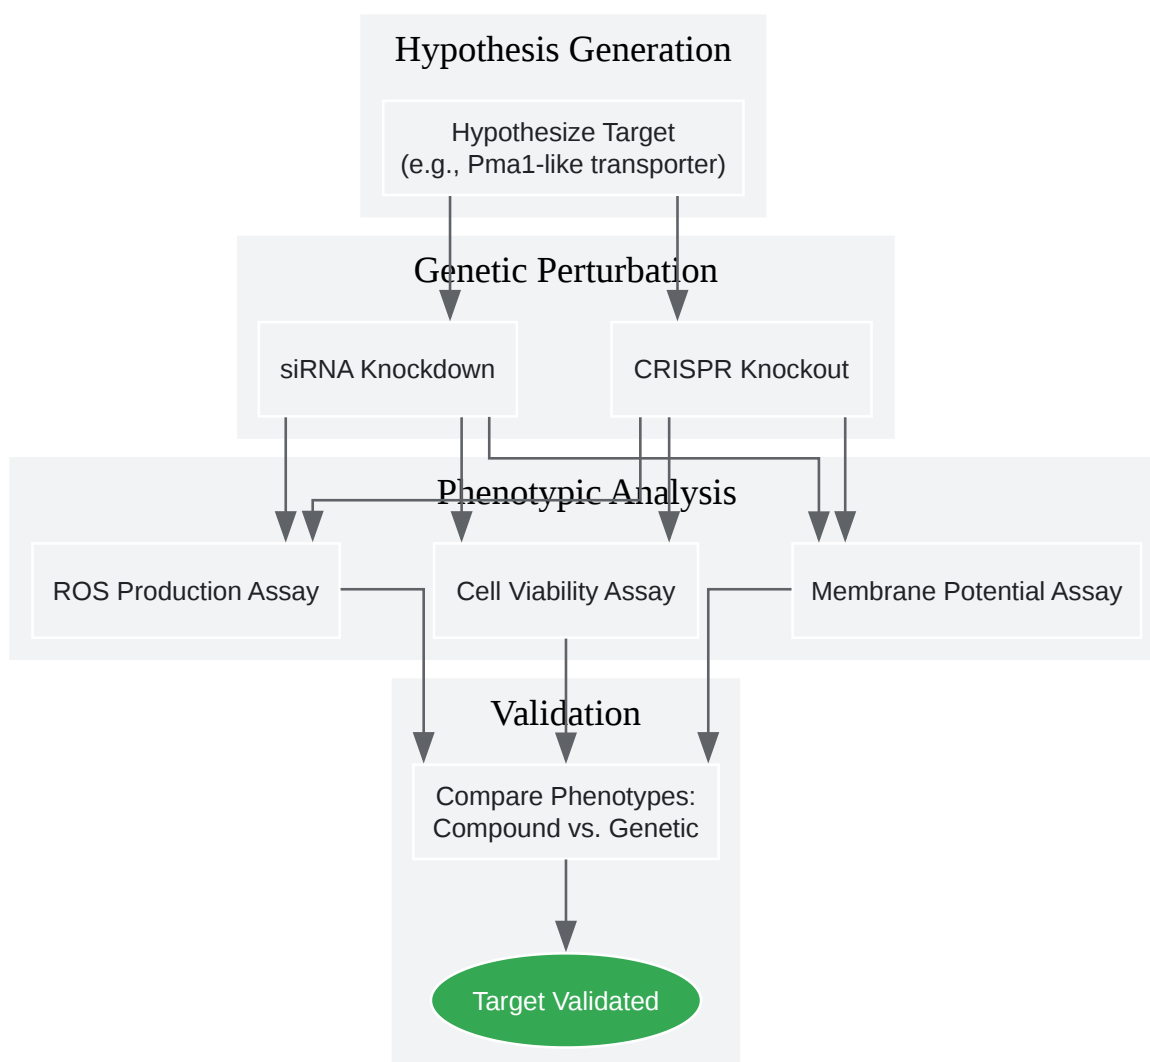 Hypothesis Generation
Hypothesize Target
(e.g., Pma1-like transporter)
Genetic Perturbation
siRNA Knockdown
CRISPR Knockout
Phenotypic Analysis
ROS Production Assay
Cell Viability Assay
Membrane Potential Assay
Validation
Compare Phenotypes:
Compound vs. Genetic
Target Validated